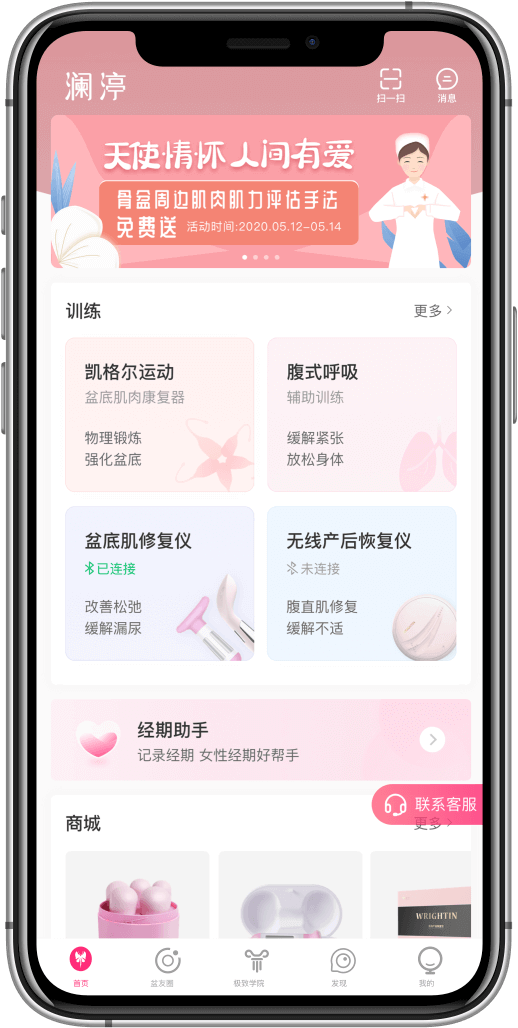 澜渟
扫一扫
消息
天使情怀 人间有爱
骨盆周边肌肉肌力评估手法
免费送 活动时间:2020.05.12-05.14
训练
更多
凯格尔运动
盆底肌肉康复器
物理锻炼
强化盆底
腹式呼吸
辅助训练
缓解紧张
放松身体
盆底肌修复仪
已连接
改善松弛
缓解漏尿
无线产后恢复仪
未连接
腹直肌修复
缓解不适
经期助手
记录经期 女性经期好帮手
联系客服
商城
更多
WRIGHTIN
首页
盆友圈
极致学院
发现
我的